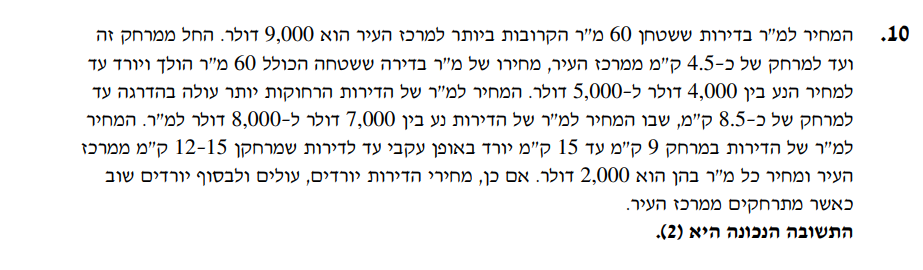 10. המחיר למ"ר בדירות ששטחן 60 מ"ר הקרובות ביותר למרכז העיר הוא 9,000 דולר. החל ממרחק זה
ועד למרחק של כ-4.5 ק"מ ממרכז העיר, מחירו של מ"ר בדירה ששטחה הכולל 60 מ"ר הולך ויורד עד
למחיר הנע בין 4,000 דולר ל-5,000 דולר. המחיר למ"ר של הדירות הרחוקות יותר עולה בהדרגה עד
למרחק של כ-8.5 ק"מ, שבו המחיר למ"ר של הדירות נע בין 7,000 דולר ל-8,000 דולר למ"ר. המחיר
למ"ר של הדירות במרחק 9 ק"מ עד 15 ק"מ יורד באופן עקבי עד לדירות שמרחקן 12-15 ק"מ ממרכז
העיר ומחיר כל מ"ר בהן הוא 2,000 דולר. אם כן, מחירי הדירות יורדים, עולים ולבסוף יורדים שוב
כאשר מתרחקים ממרכז העיר.
התשובה הנכונה היא (2).